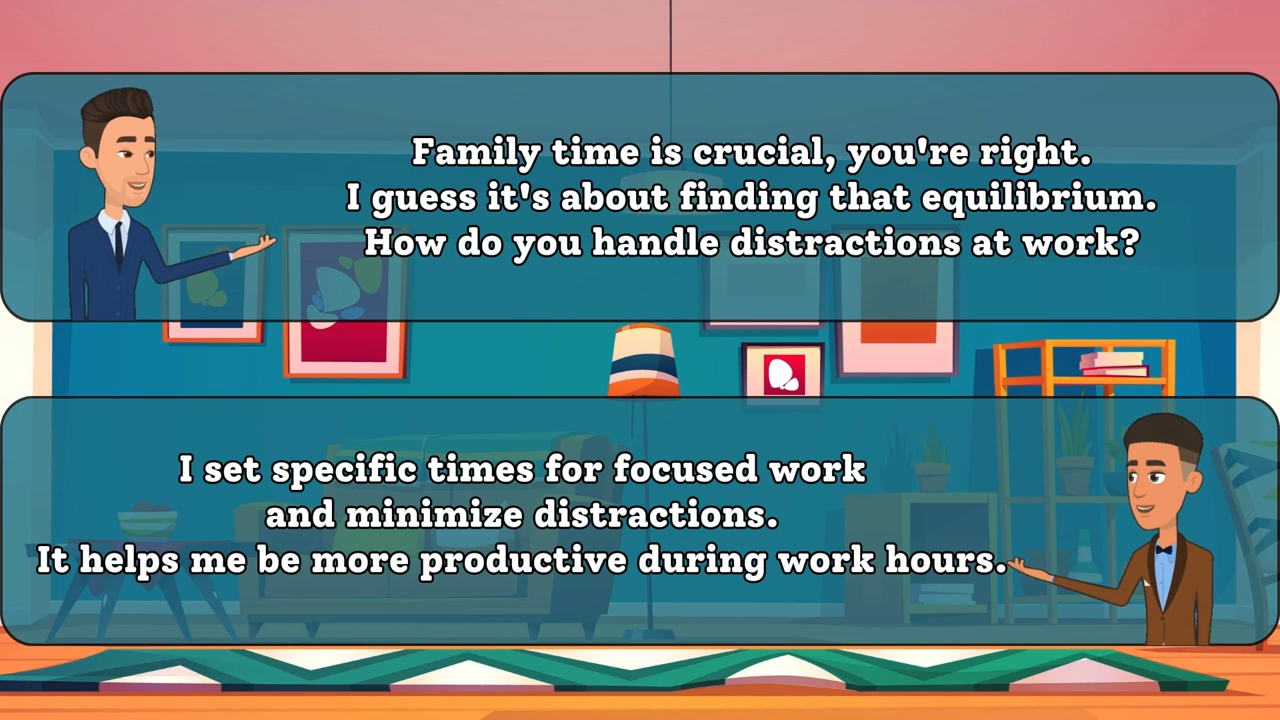 Family time is crucial, you're right.
I guess it's about finding that equilibrium.
How do you handle distractions at work?
I set specific times for focused work
and minimize distractions.
It helps me be more productive during work hours.